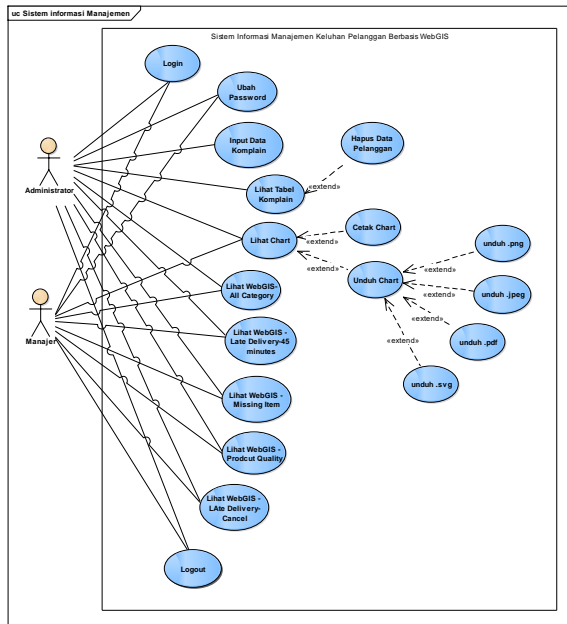 uc Sistem informasi Manajemen
Sistem Informasi Manajemen Keluhan Pelanggan Berbasis WebGIS
Login
Ubah
Password
Input Data
Komplain
Hapus Data
Pelanggan
Administrator
Lihat Tabel
Komplain
«extend»
Lihat Chart
Cetak Chart
«extend»
«extend»
Unduh Chart
unduh .png
«extend»
unduh .jpeg
«extend»
unduh .pdf
«extend»
unduh .svg
«extend»
Manajer
Lihat WebGIS-
All Category
Lihat WebGIS -
Late Delivery-45
minutes
Lihat WebGIS -
Missing Item
Lihat WebGIS -
Prodcut Quality
Lihat WebGIS -
LAte Delivery-
Cancel
Logout